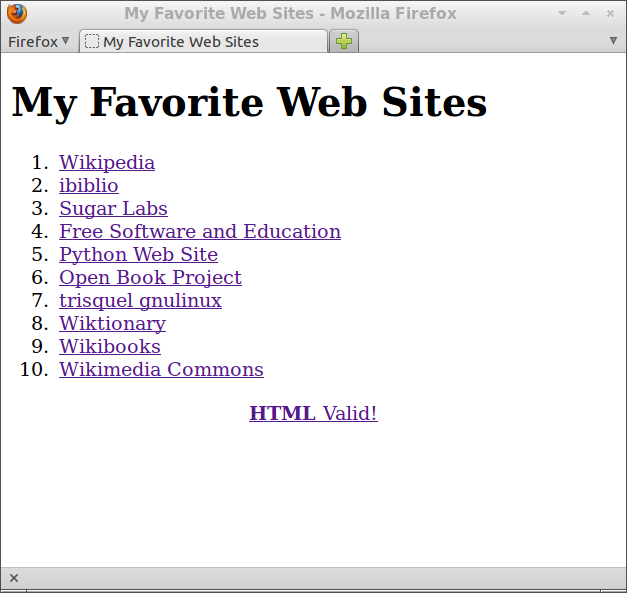 My Favorite Web Sites - Mozilla Firefox
Firefox My Favorite Web Sites
My Favorite Web Sites
1. Wikipedia
2. ibiblio
3. Sugar Labs
4. Free Software and Education
5. Python Web Site
6. Open Book Project
7. trisquel gnulinux
8. Wiktionary
9. Wikibooks
10. Wikimedia Commons
HTML Valid!